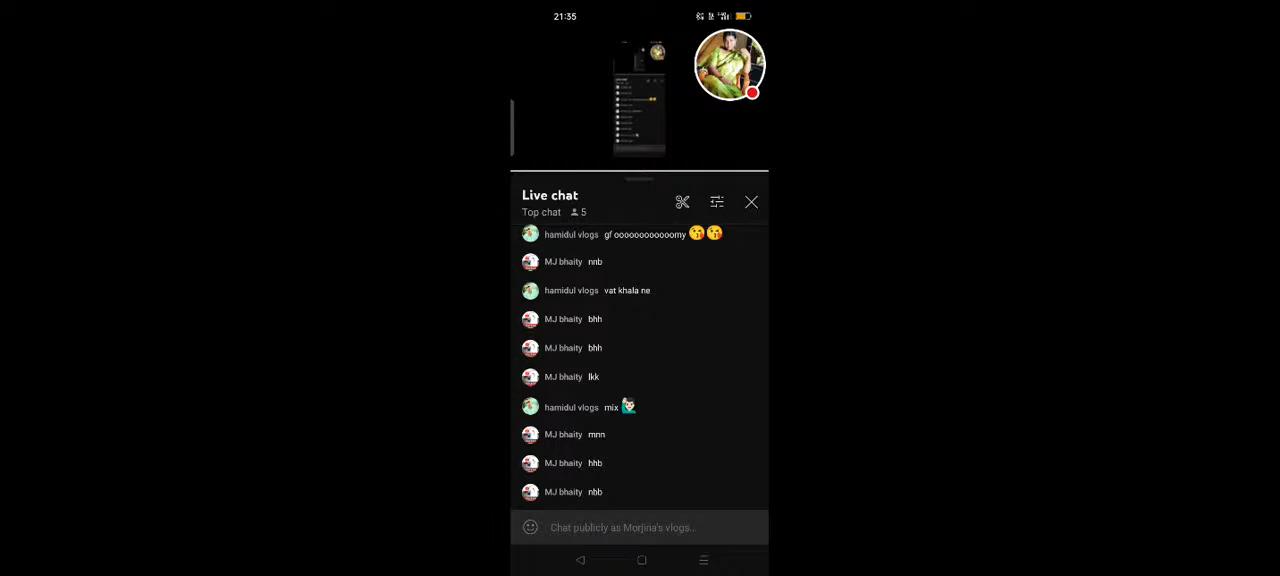 21:35
Live chat
Top chat 5
hamidul vlogs gf oooooooooooomy 😘😘
MJ bhaity nnb
hamidul vlogs vat khala ne
MJ bhaity bhh
MJ bhaity bhh
MJ bhaity lkk
hamidul vlogs mix 🙋🏻‍♂️
MJ bhaity mnn
MJ bhaity hhb
MJ bhaity nbb
Chat publicly as Morjina's vlogs...